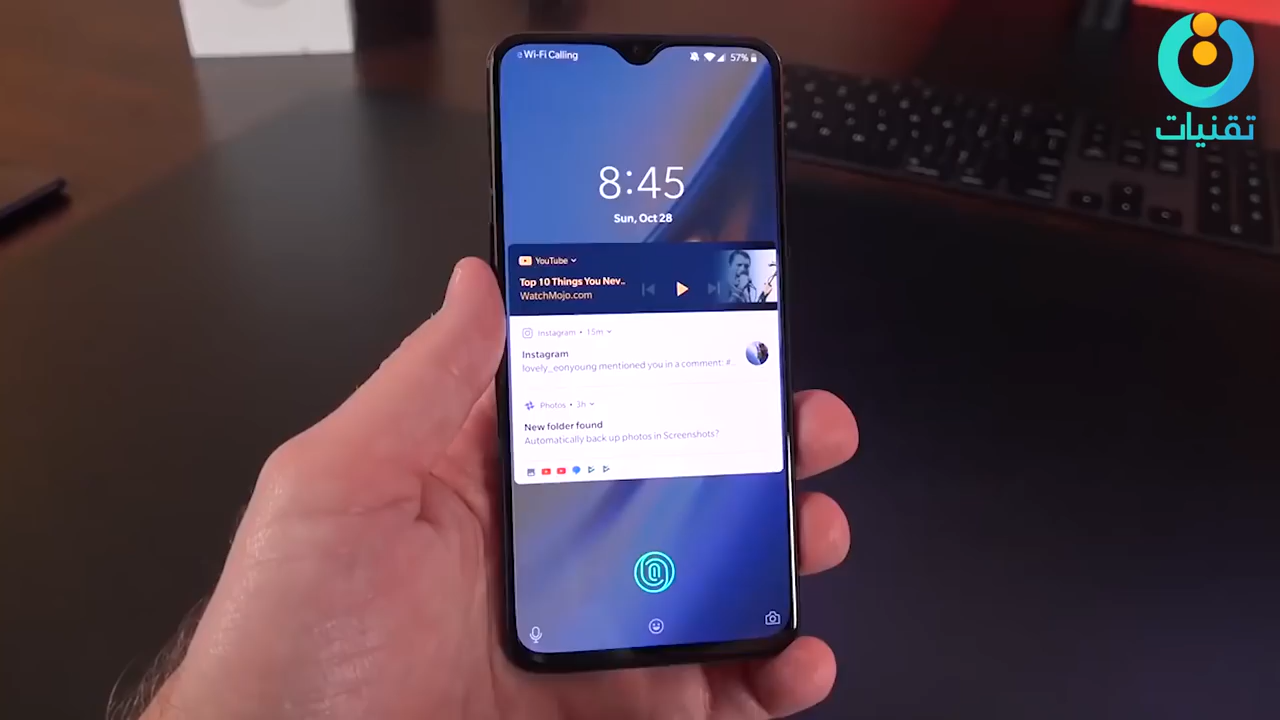 Wi-Fi Calling
57%
تقنيات
8:45
Sun, Oct 28
YouTube
Top 10 Things You Nev..
WatchMojo.com
Instagram • 15m
Instagram
lovely_eonyoung mentioned you in a comment: #..
Photos • 3h
New folder found
Automatically back up photos in Screenshots?